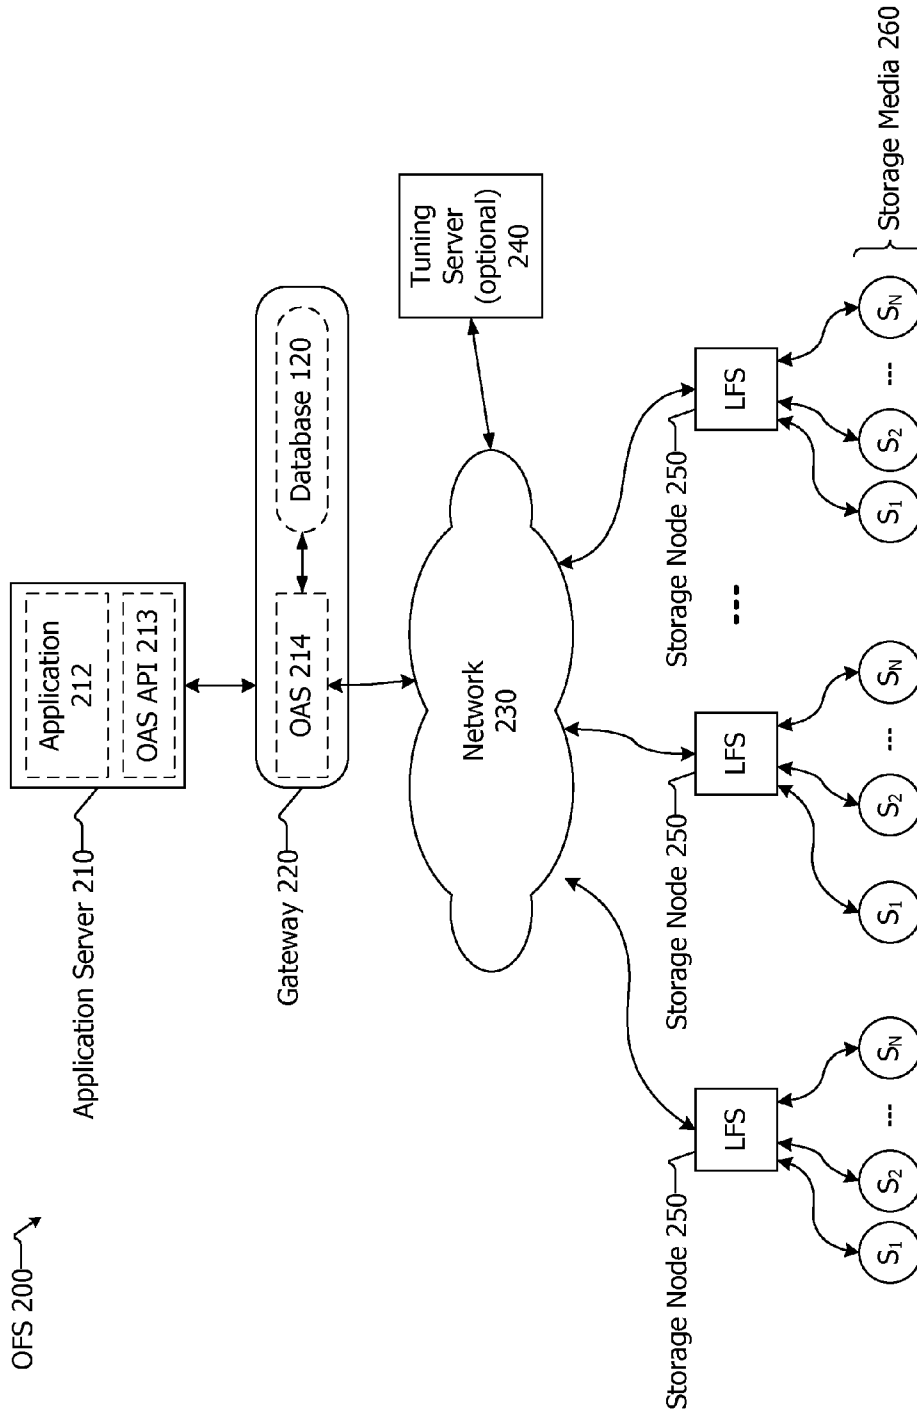 OFS 200
Application Server 210
Application
212
OAS API 213
Gateway 220
OAS 214
Database 120
Network
230
Tuning
Server
(optional)
240
Storage Node 250
LFS
S1
S2
---
SN
Storage Node 250
LFS
S1
S2
---
SN
---
Storage Node 250
LFS
S1
S2
---
SN
Storage Media 260